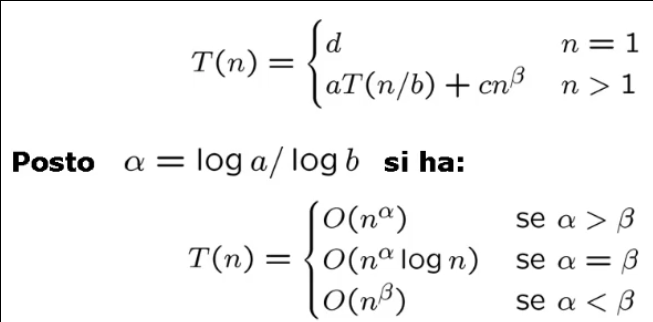 T(n) = { d    n = 1
aT(n/b) + cn^β    n > 1
Posto α = log a/ log b si ha:
T(n) = { O(n^α)    se α > β
O(n^α log n)    se α = β
O(n^β)    se α < β